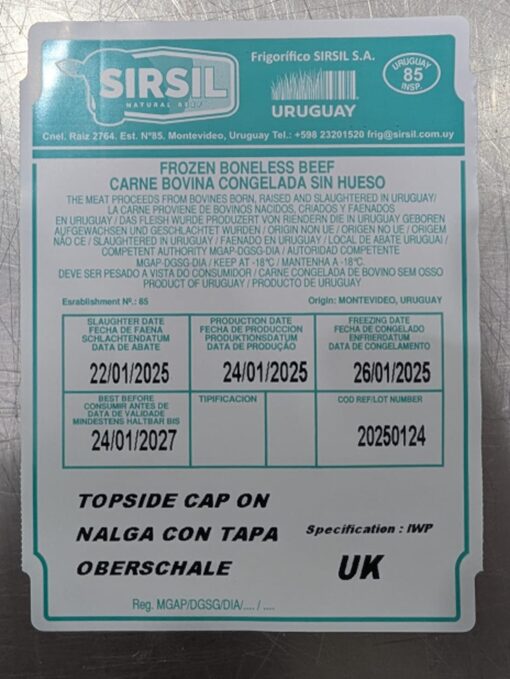 SIRSIL
NATURAL BEEF
Frigorífico SIRSIL S.A.
URUGUAY
URUGUAY
85
INSP.
Cnel. Raiz 2764. Est. Nº85. Montevideo, Uruguay Tel.: +598 23201520 frig@sirsil.com.uy
FROZEN BONELESS BEEF
CARNE BOVINA CONGELADA SIN HUESO
THE MEAT PROCEEDS FROM BOVINES BORN, RAISED AND SLAUGHTERED IN URUGUAY/
LA CARNE PROVIENE DE BOVINOS NACIDOS, CRIADOS Y FAENADOS
EN URUGUAY / DAS FLEISH WURDE PRODUZIERT VON RIENDERN DIE IN URUGUAY GEBOREN
AUFGEWACHSEN UND GESCHLACHTET WURDEN / ORIGIN NON UE / ORIGEN NO UE / ORIGEM
NÃO CE / SLAUGHTERED IN URUGUAY / FAENADO EN URUGUAY / LOCAL DE ABATE URUGUAI /
COMPETENT AUTHORITY MGAP-DGSG-DIA / AUTORIDAD COMPETENTE
MGAP-DGSG-DIA / KEEP AT -18°C / MANTENHA A -18°C.
DEVE SER PESADO A VISTA DO CONSUMIDOR / CARNE CONGELADA DE BOVINO SEM OSSO
PRODUCT OF URUGUAY / PRODUCTO DE URUGUAY
Esrablishment Nº.: 85
Origin: MONTEVIDEO, URUGUAY
SLAUGHTER DATE
FECHA DE FAENA
SCHLACHTENDATUM
DATA DE ABATE
22/01/2025
PRODUCTION DATE
FECHA DE PRODUCCION
PRODUKTIONSDATUM
DATA DE PRODUÇÃO
24/01/2025
FREEZING DATE
FECHA DE CONGELADO
ENFRIERDATUM
DATA DE CONGELAMENTO
26/01/2025
BEST BEFORE
CONSUMIR ANTES DE
DATA DE VALIDADE
MINDESTENS HALTBAR BIS
24/01/2027
TIPIFICACION
COD REF/LOT NUMBER
20250124
TOPSIDE CAP ON
NALGA CON TAPA
OBERSCHALE
Specification : IWP
UK
Reg. MGAP/DGSG/DIA/.... / ....